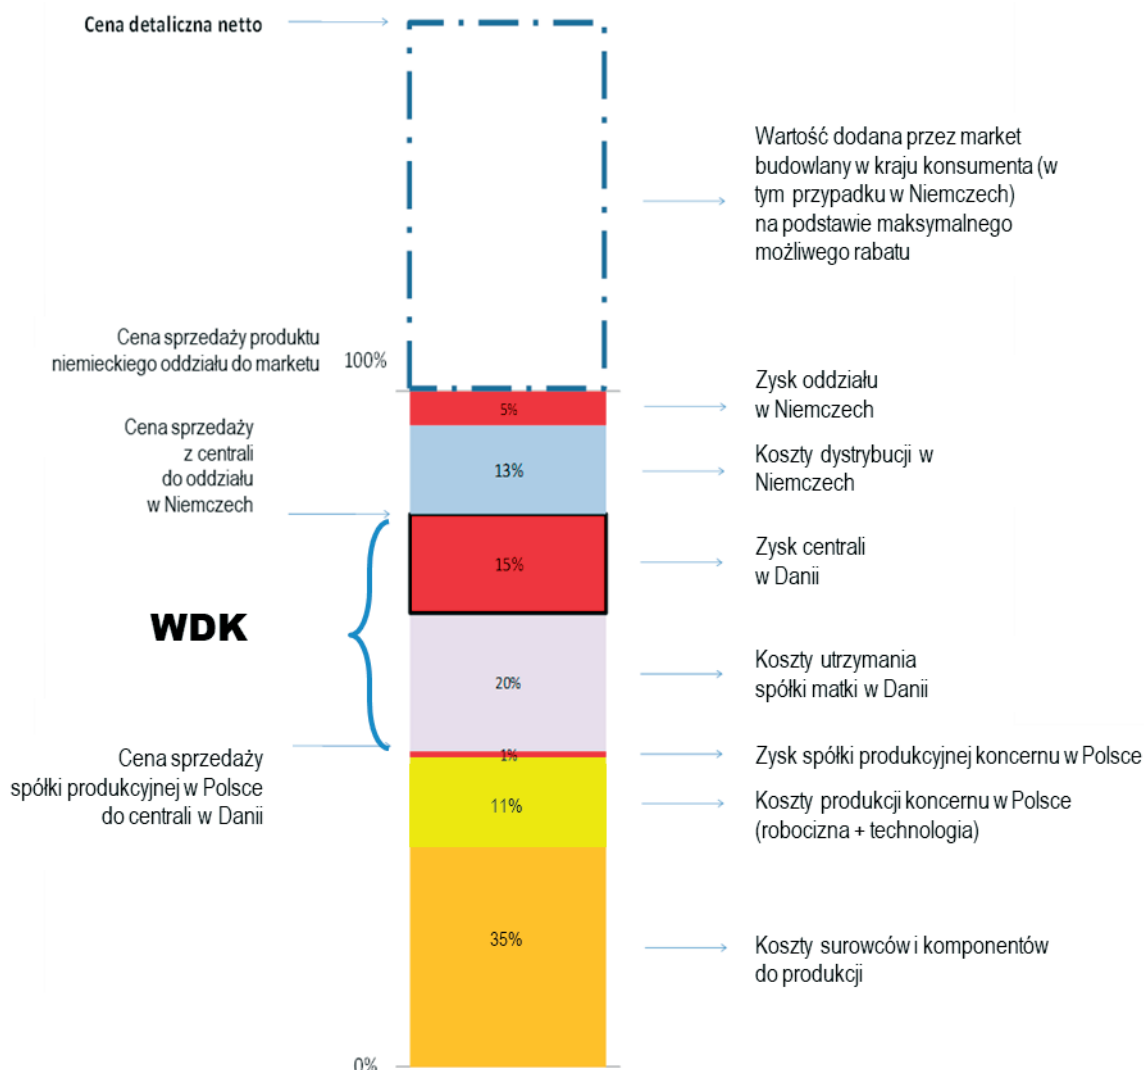 Cena detaliczna netto
Wartość dodana przez market
budowlany w kraju konsumenta (w
tym przypadku w Niemczech)
na podstawie maksymalnego
możliwego rabatu
Cena sprzedaży produktu
niemieckiego oddziału do marketu
100%
Zysk oddziału
w Niemczech
5%
Cena sprzedaży
z centrali
do oddziału
w Niemczech
13%
Koszty dystrybucji w
Niemczech
15%
Zysk centrali
w Danii
WDK
20%
Koszty utrzymania
spółki matki w Danii
Cena sprzedaży
spółki produkcyjnej w Polsce
do centrali w Danii
1%
Zysk spółki produkcyjnej koncernu w Polsce
11%
Koszty produkcji koncernu w Polsce
(robocizna + technologia)
35%
Koszty surowców i komponentów
do produkcji
0%